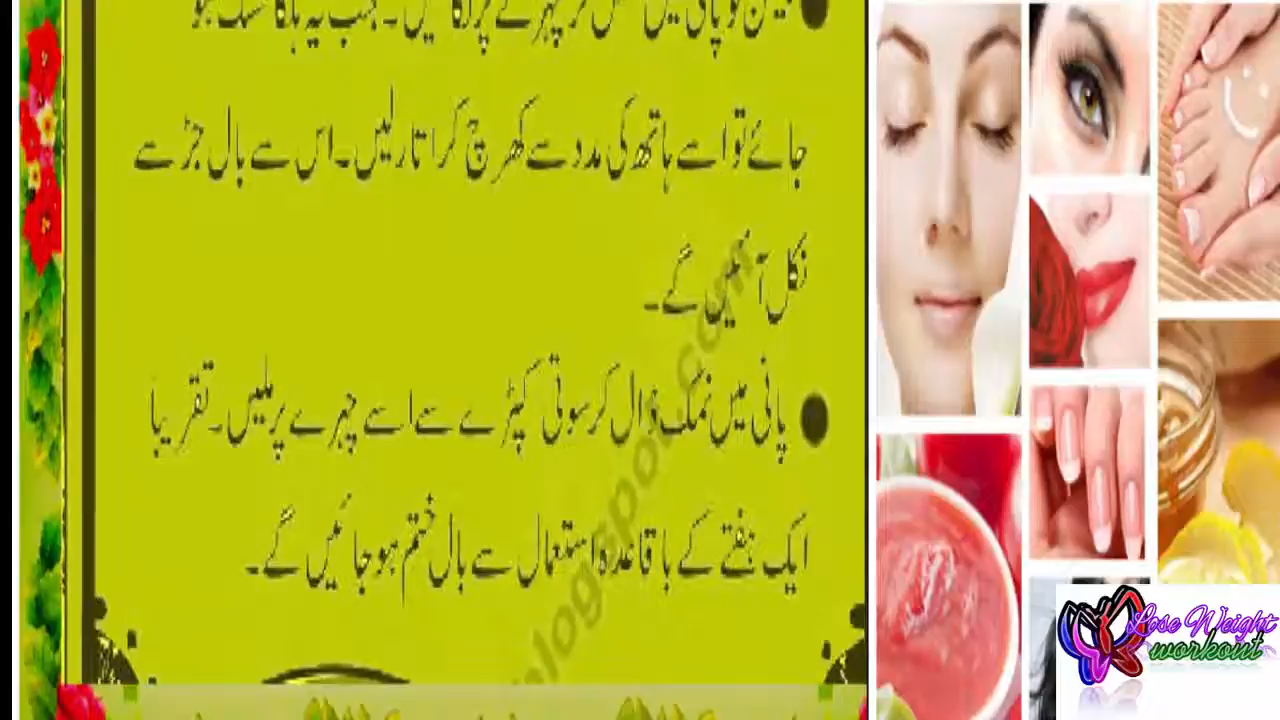 جائے تو اسے ہاتھ کی مدد سے کھرچ کر اتار لیں۔ اس سے بال جڑ سے
نکل آئیں گے۔
● پانی میں نمک ڈال کر سوتی کپڑے سے اسے چہرے پر ملیں۔ تقریباً
ایک ہفتے کے باقاعدہ استعمال سے بال ختم ہو جائیں گے۔
Lose Weight
workout